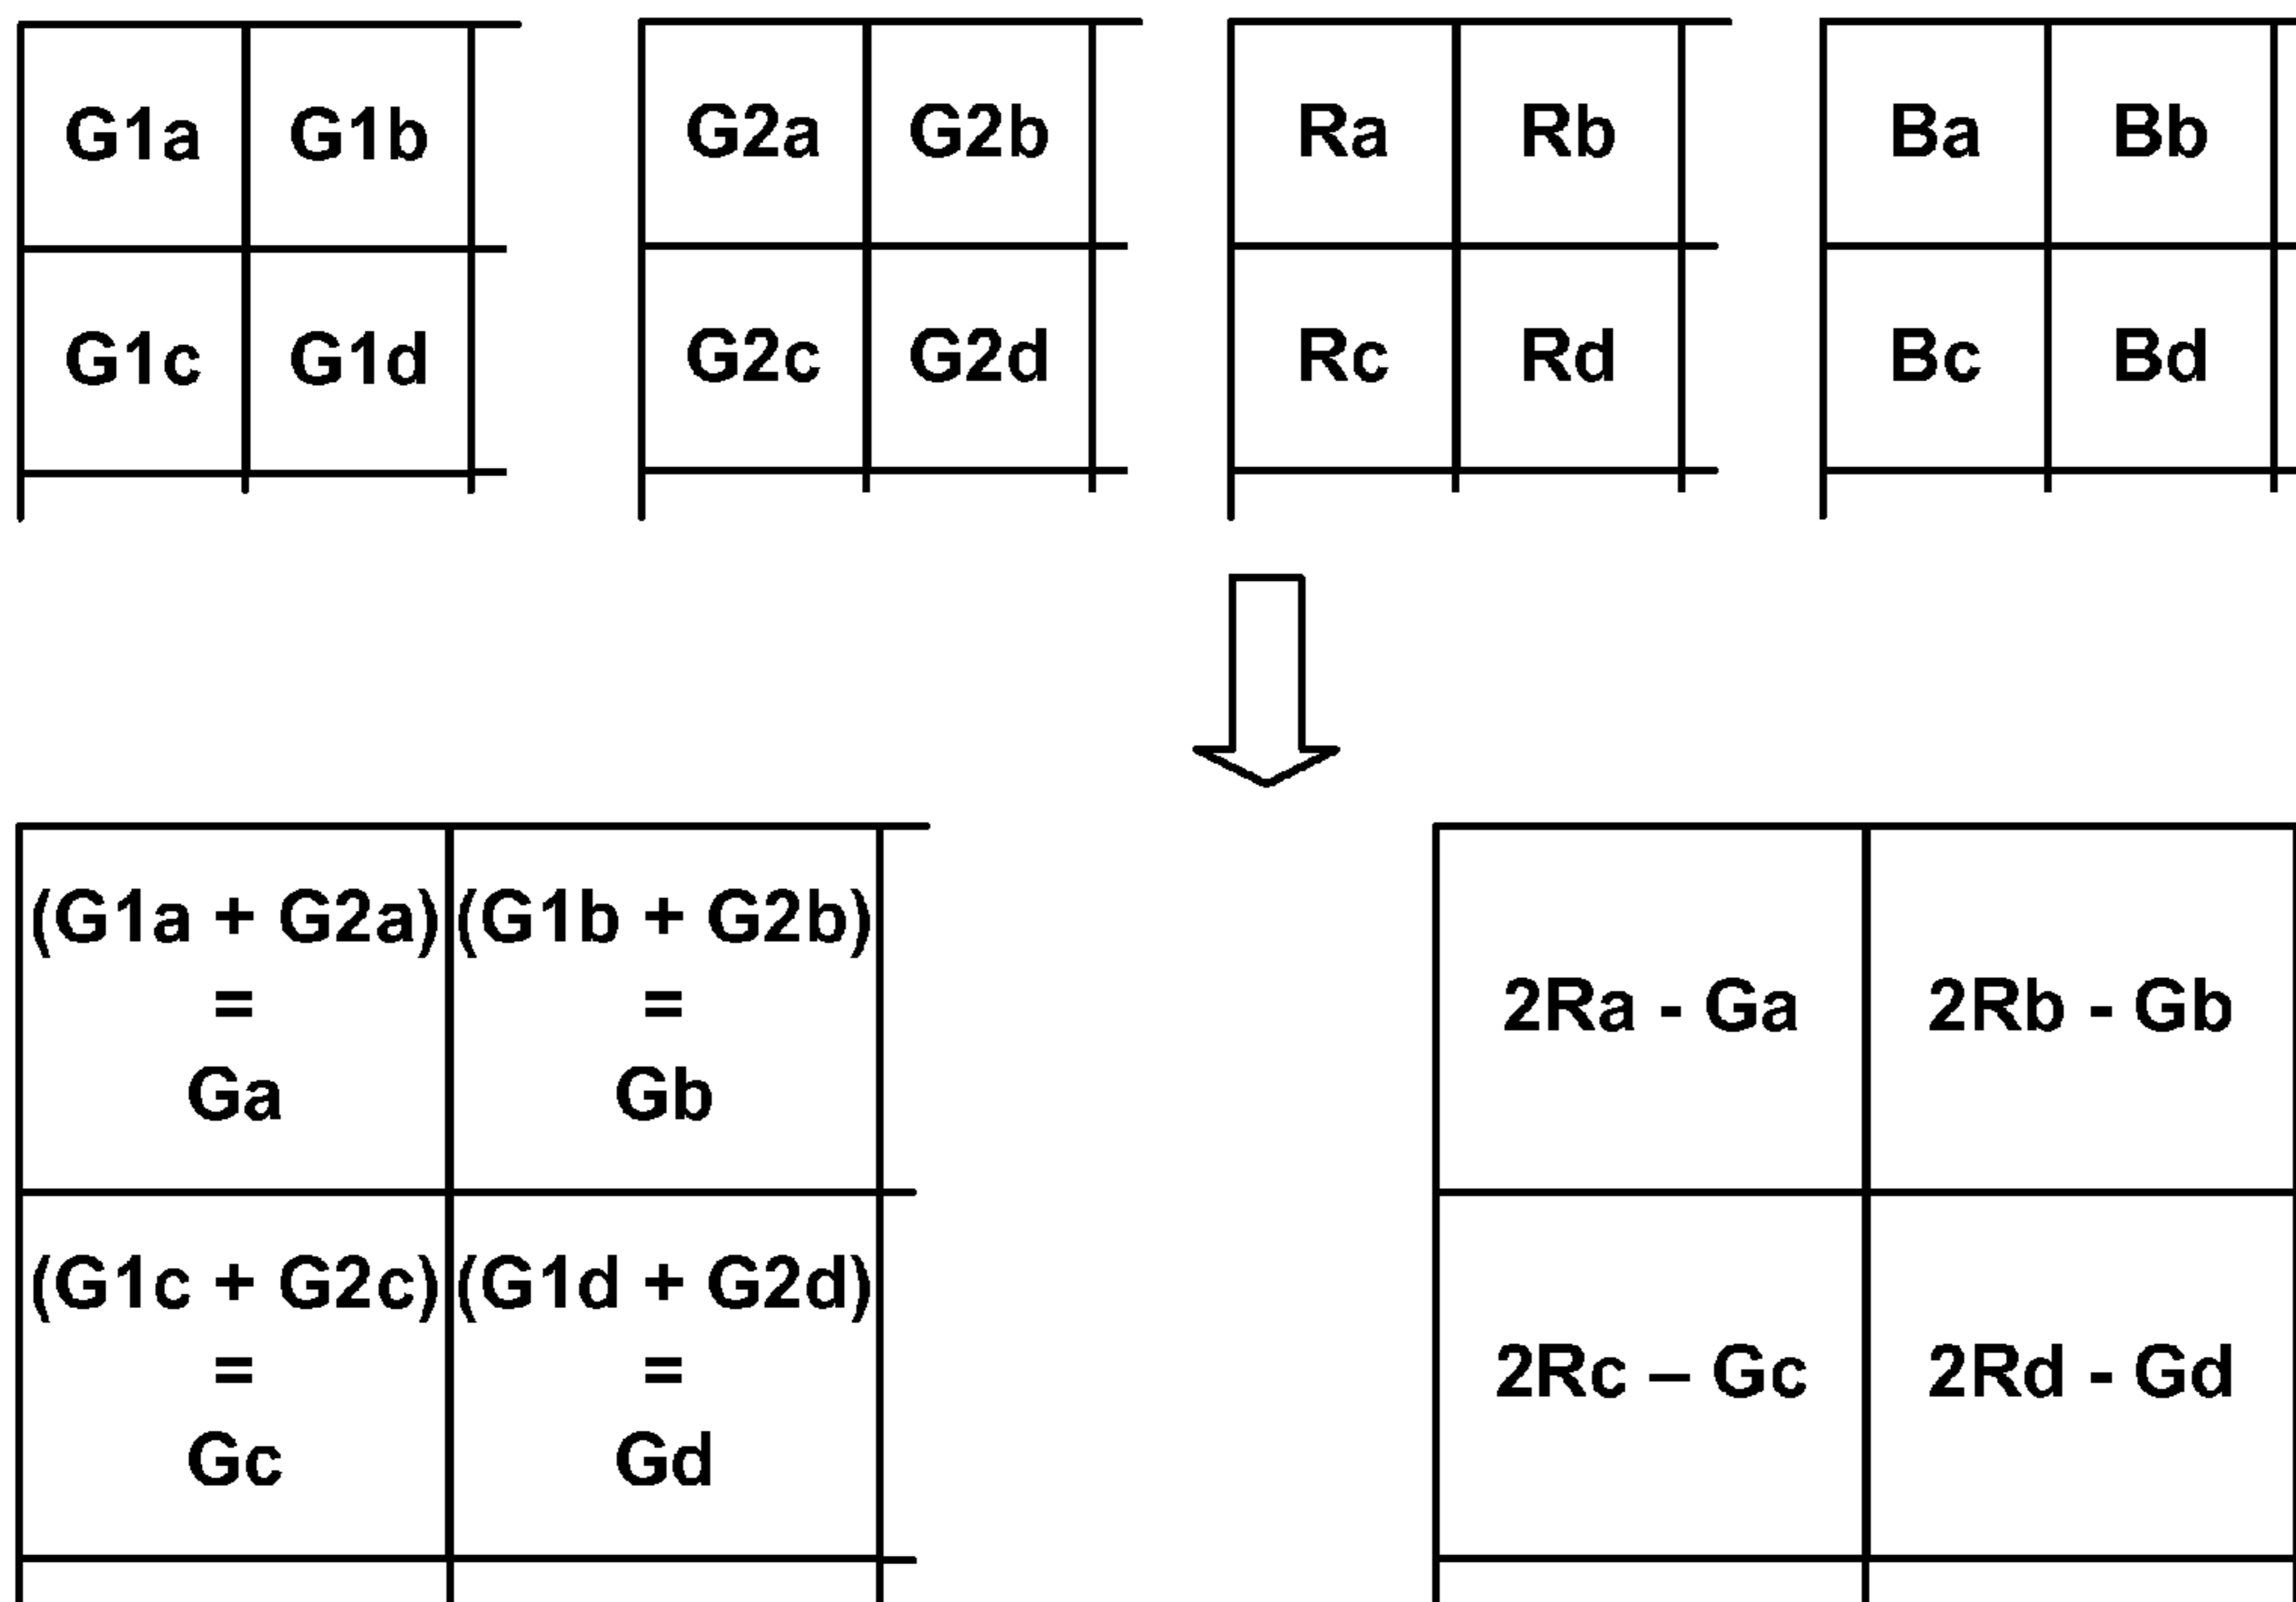 G1a G1b G2a G2b Ra Rb Ba Bb
G1c G1d G2c G2d Rc Rd Bc Bd
(G1a + G2a) (G1b + G2b)
= =
Ga Gb
2Ra - Ga 2Rb - Gb
(G1c + G2c) (G1d + G2d)
= =
Gc Gd
2Rc – Gc 2Rd - Gd